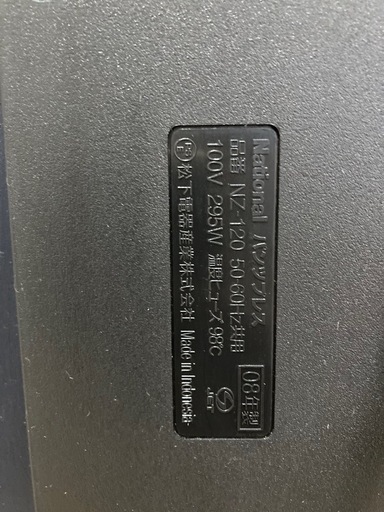 National パンツプレス
品番 NZ-120 50-60Hz共用
100V 295W 温度ヒューズ 98℃
松下電器産業株式会社 Made in Indonesia
08年製
JET